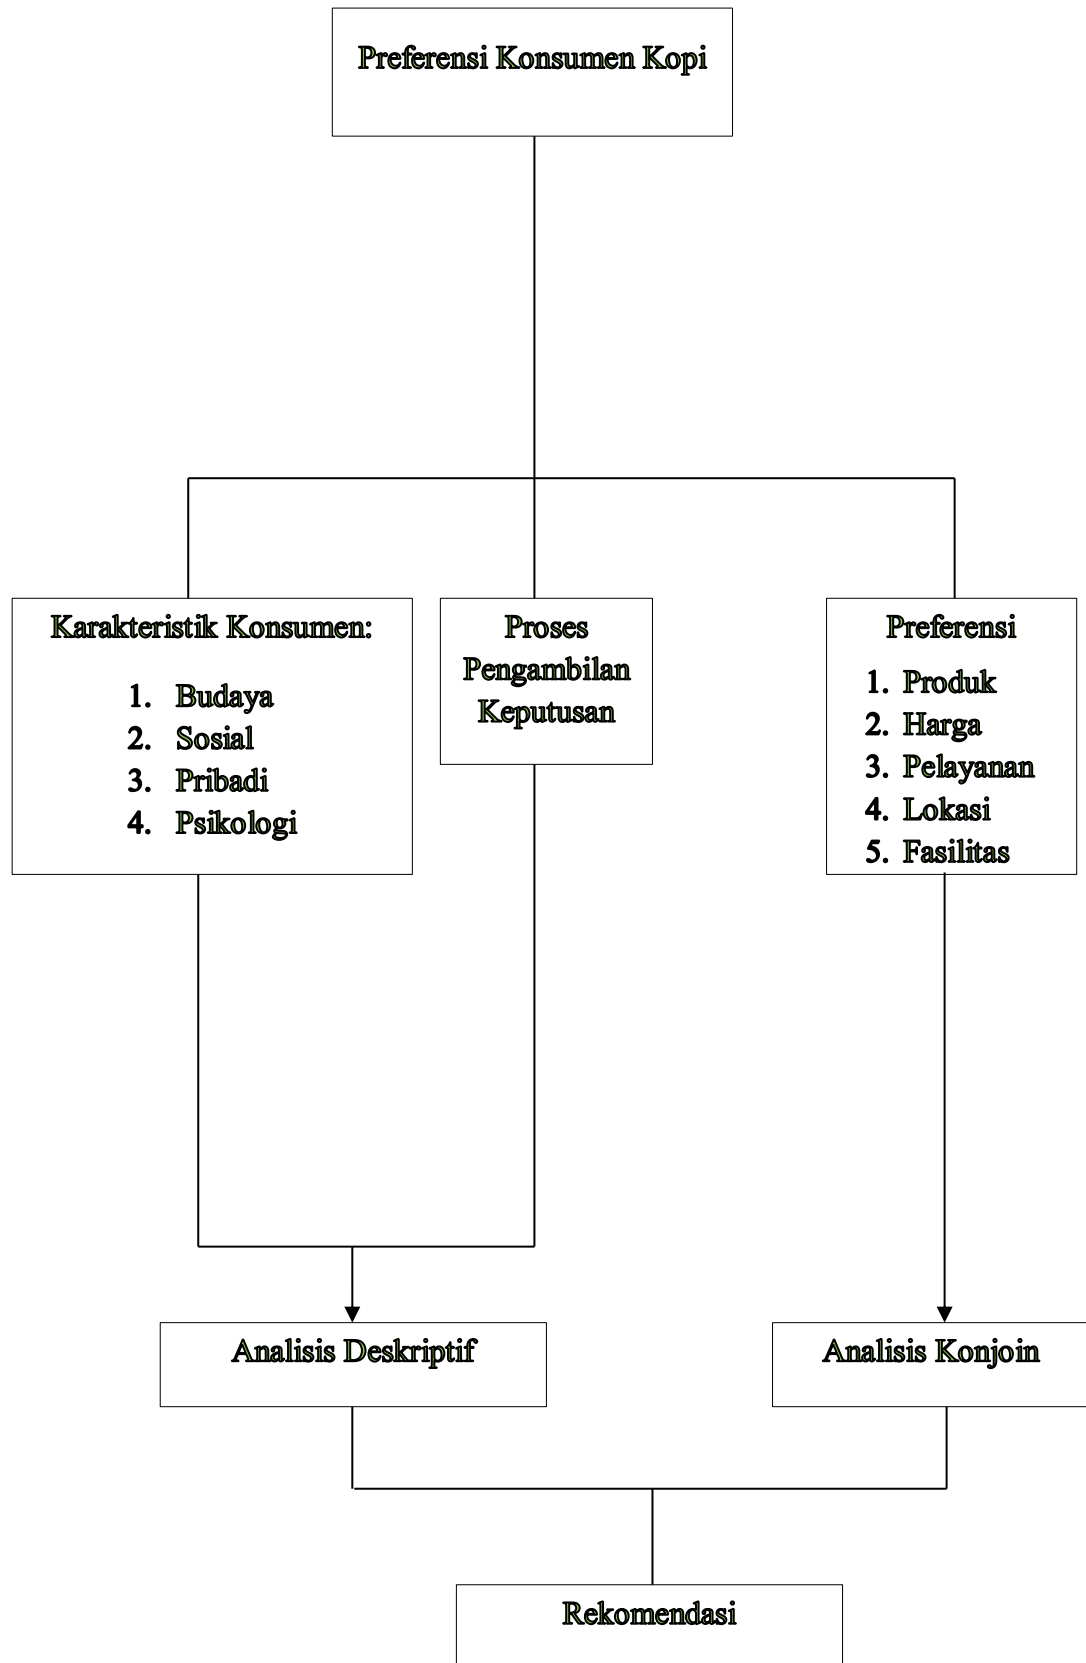 Preferensi Konsumen Kopi
Karakteristik Konsumen:
1. Budaya
2. Sosial
3. Pribadi
4. Psikologi
Proses
Pengambilan
Keputusan
Preferensi
1. Produk
2. Harga
3. Pelayanan
4. Lokasi
5. Fasilitas
Analisis Deskriptif
Analisis Konjoin
Rekomendasi